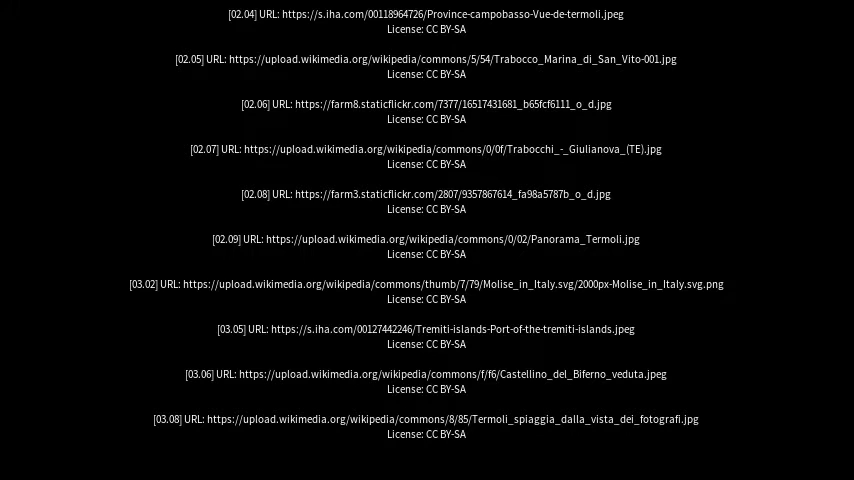 [02.04] URL: https://s.iha.com/00118964726/Province-campobasso-Vue-de-termoli.jpeg
License: CC BY-SA
[02.05] URL: https://upload.wikimedia.org/wikipedia/commons/5/54/Trabocco_Marina_di_San_Vito-001.jpg
License: CC BY-SA
[02.06] URL: https://farm8.staticflickr.com/7377/16517431681_b65fcf6111_o_d.jpg
License: CC BY-SA
[02.07] URL: https://upload.wikimedia.org/wikipedia/commons/0/0f/Trabocchi_-_Giulianova_(TE).jpg
License: CC BY-SA
[02.08] URL: https://farm3.staticflickr.com/2807/9357867614_fa98a5787b_o_d.jpg
License: CC BY-SA
[02.09] URL: https://upload.wikimedia.org/wikipedia/commons/0/02/Panorama_Termoli.jpg
License: CC BY-SA
[03.02] URL: https://upload.wikimedia.org/wikipedia/commons/thumb/7/79/Molise_in_Italy.svg/2000px-Molise_in_Italy.svg.png
License: CC BY-SA
[03.05] URL: https://s.iha.com/00127442246/Tremiti-islands-Port-of-the-tremiti-islands.jpeg
License: CC BY-SA
[03.06] URL: https://upload.wikimedia.org/wikipedia/commons/f/f6/Castellino_del_Biferno_veduta.jpeg
License: CC BY-SA
[03.08] URL: https://upload.wikimedia.org/wikipedia/commons/8/85/Termoli_spiaggia_dalla_vista_dei_fotografi.jpg
License: CC BY-SA